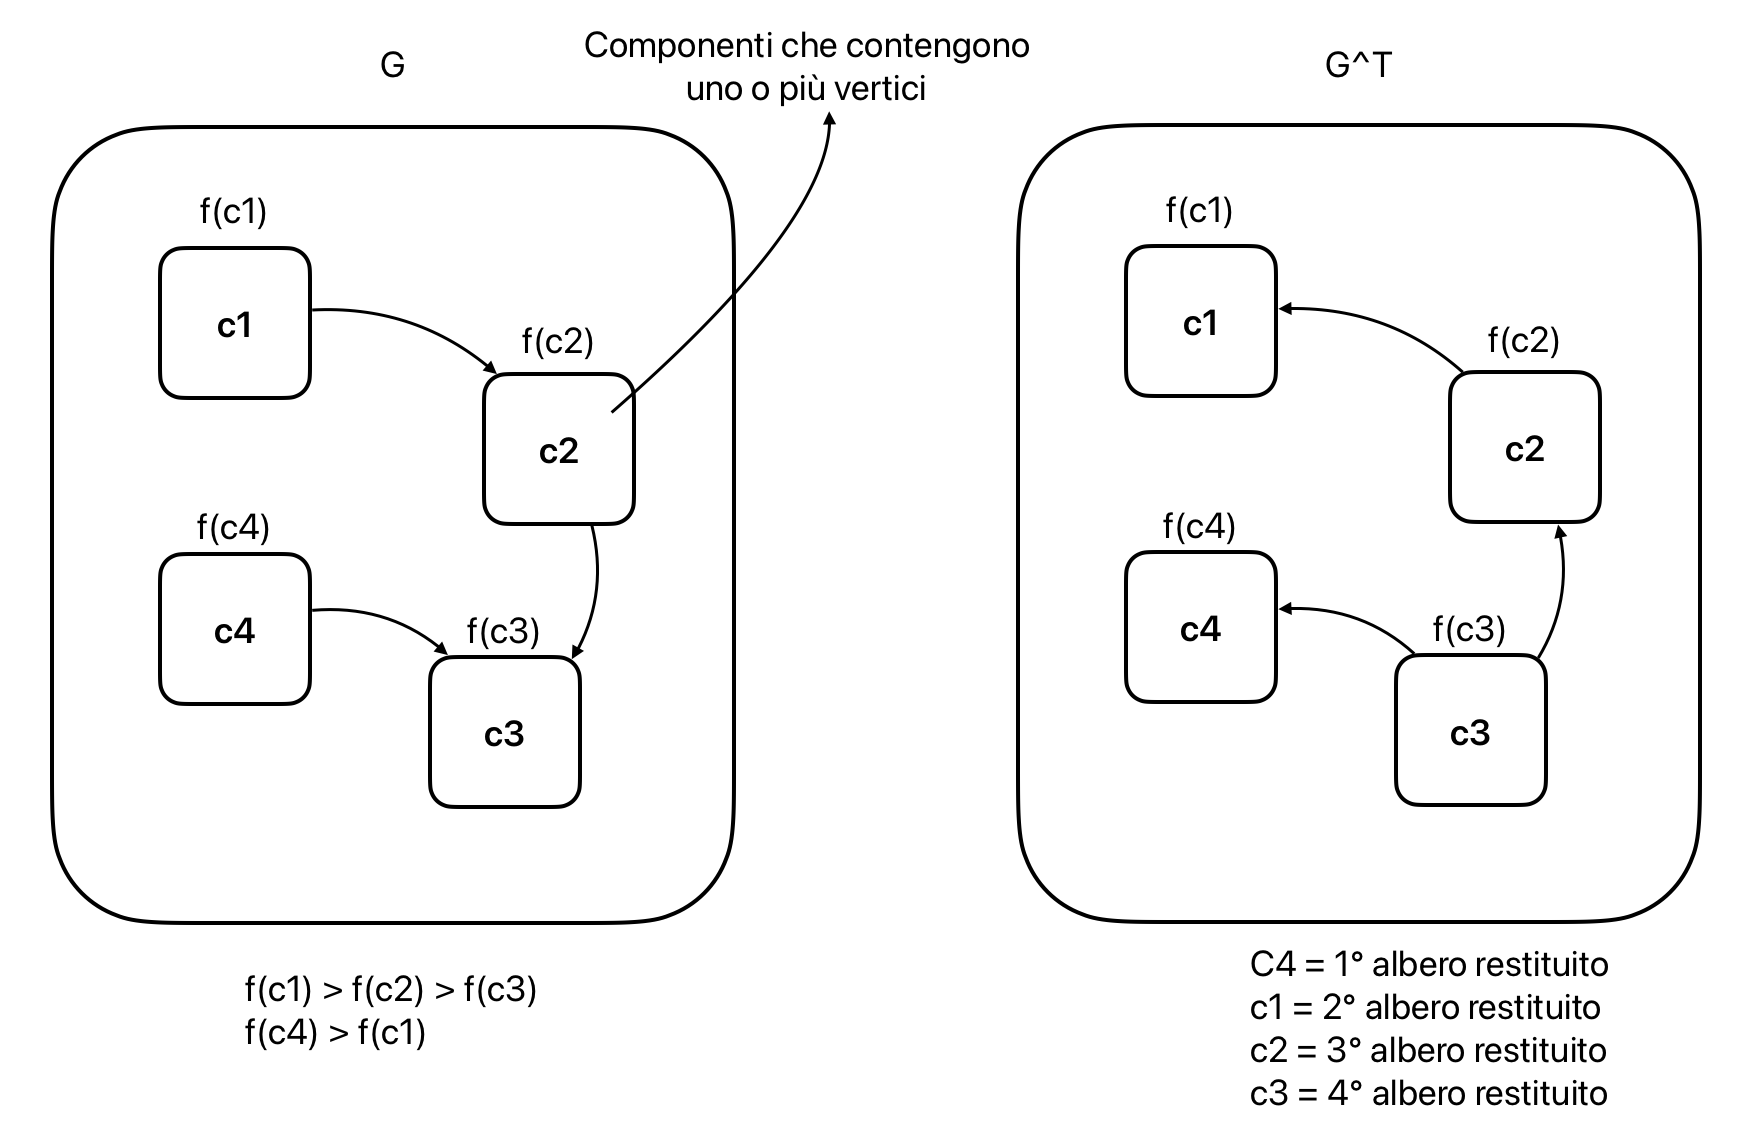 G
Componenti che contengono
uno o più vertici
f(c1)
c1
f(c2)
c2
f(c4)
c4
f(c3)
c3
f(c1) > f(c2) > f(c3)
f(c4) > f(c1)
G^T
f(c1)
c1
f(c2)
c2
f(c4)
c4
f(c3)
c3
C4 = 1° albero restituito
c1 = 2° albero restituito
c2 = 3° albero restituito
c3 = 4° albero restituito